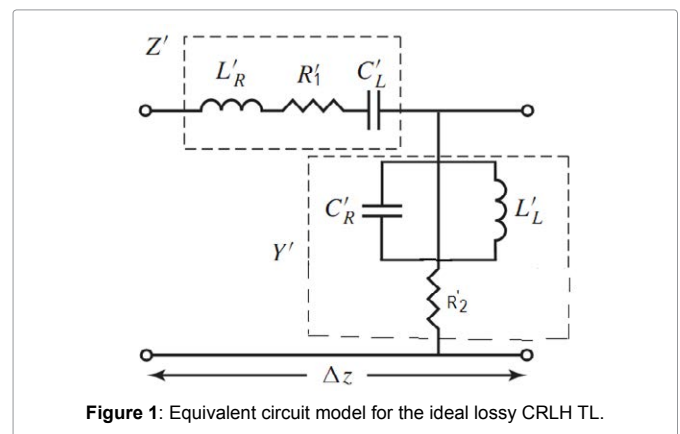 Z′
L′R R′1 C′L
C′R L′L
Y′
R′2
Δz
Figure 1: Equivalent circuit model for the ideal lossy CRLH TL.